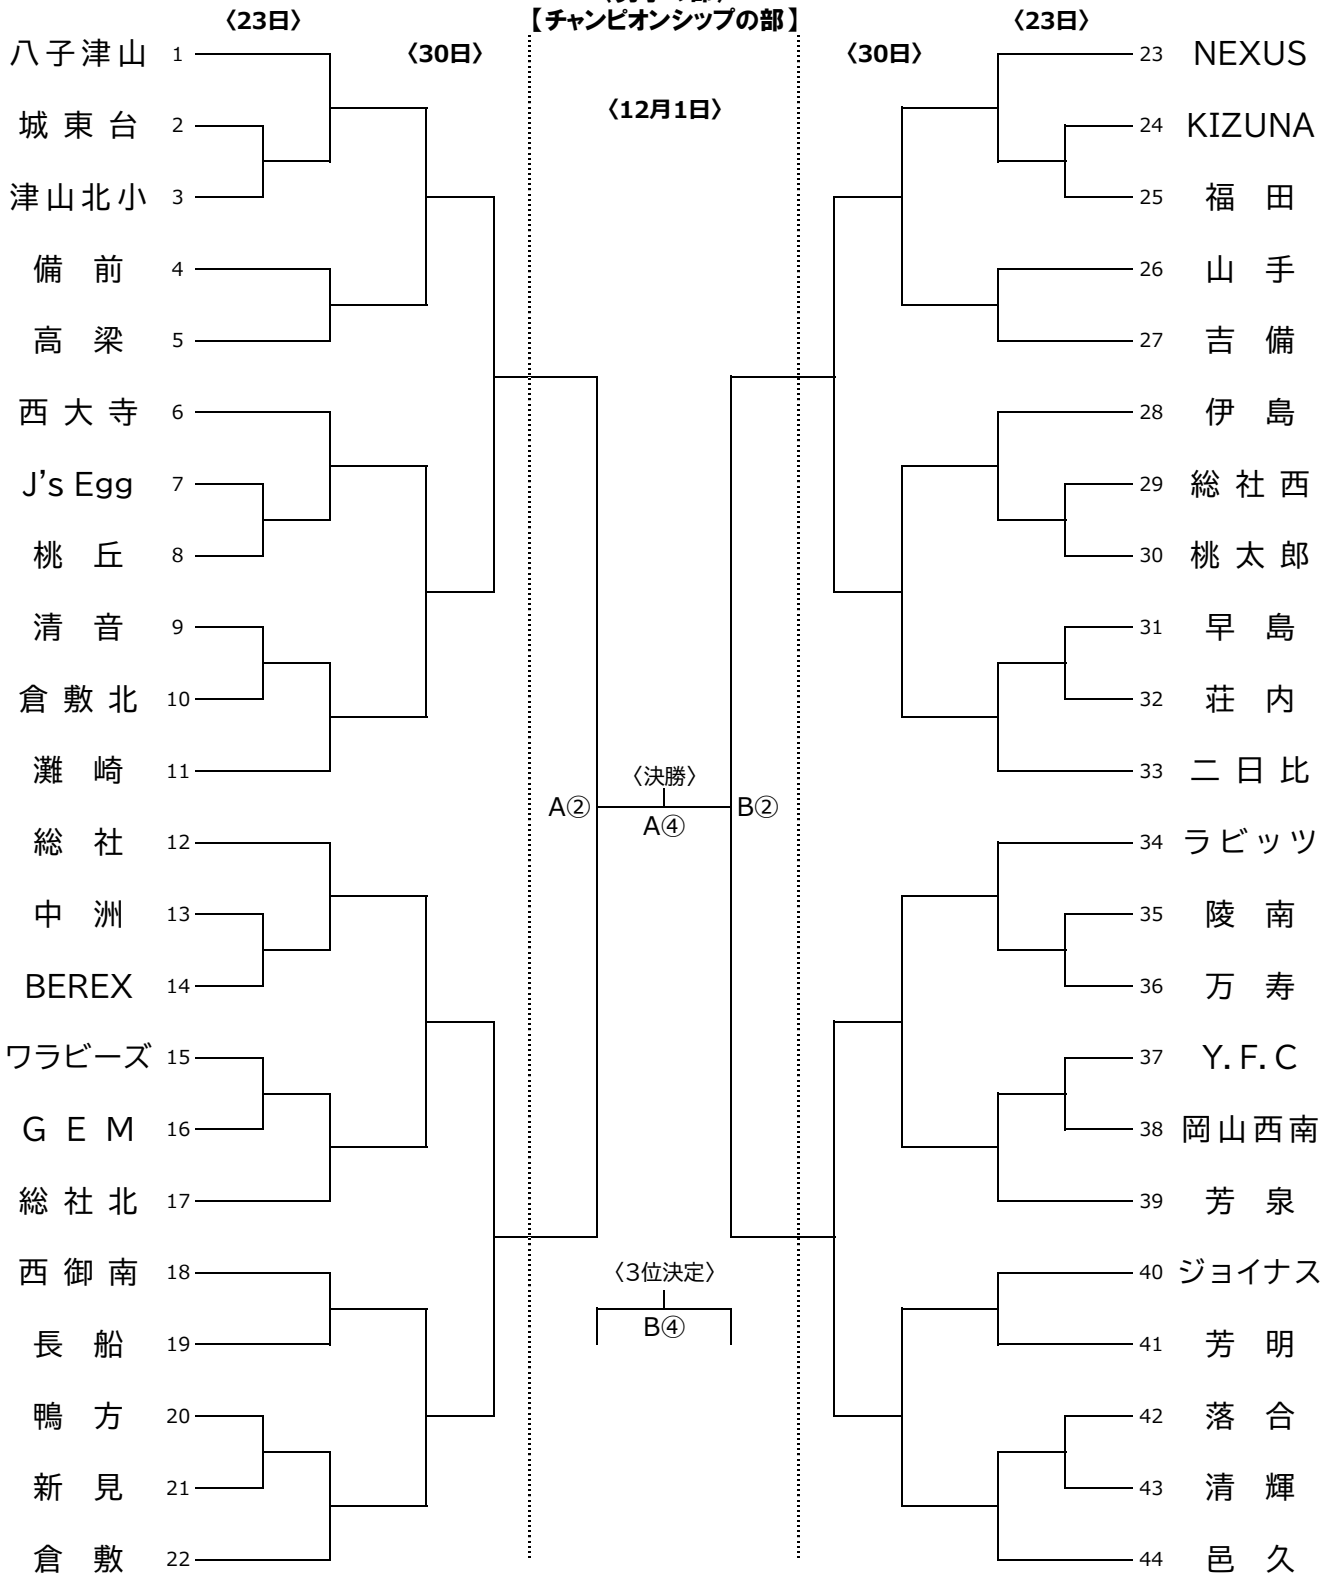 【チャンピオンシップの部】
〈23日〉
〈30日〉
〈12月1日〉
〈30日〉
〈23日〉
八子津山 1
城東台 2
津山北小 3
備前 4
高梁 5
西大寺 6
J's Egg 7
桃丘 8
清音 9
倉敷北 10
灘崎 11
総社 12
中洲 13
BEREX 14
ワラビーズ 15
GEM 16
総社北 17
西御南 18
長船 19
鴨方 20
新見 21
倉敷 22
A②
〈決勝〉
A④
B②
〈3位決定〉
B④
23 NEXUS
24 KIZUNA
25 福田
26 山手
27 吉備
28 伊島
29 総社西
30 桃太郎
31 早島
32 荘内
33 二日比
34 ラビッツ
35 陵南
36 万寿
37 Y.F.C
38 岡山西南
39 芳泉
40 ジョイナス
41 芳明
42 落合
43 清輝
44 邑久